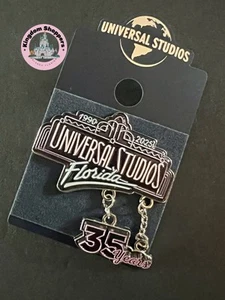 Kingdom Shoppers
UNIVERSAL STUDIOS
1990 2025
UNIVERSAL STUDIOS
Florida
35
Years